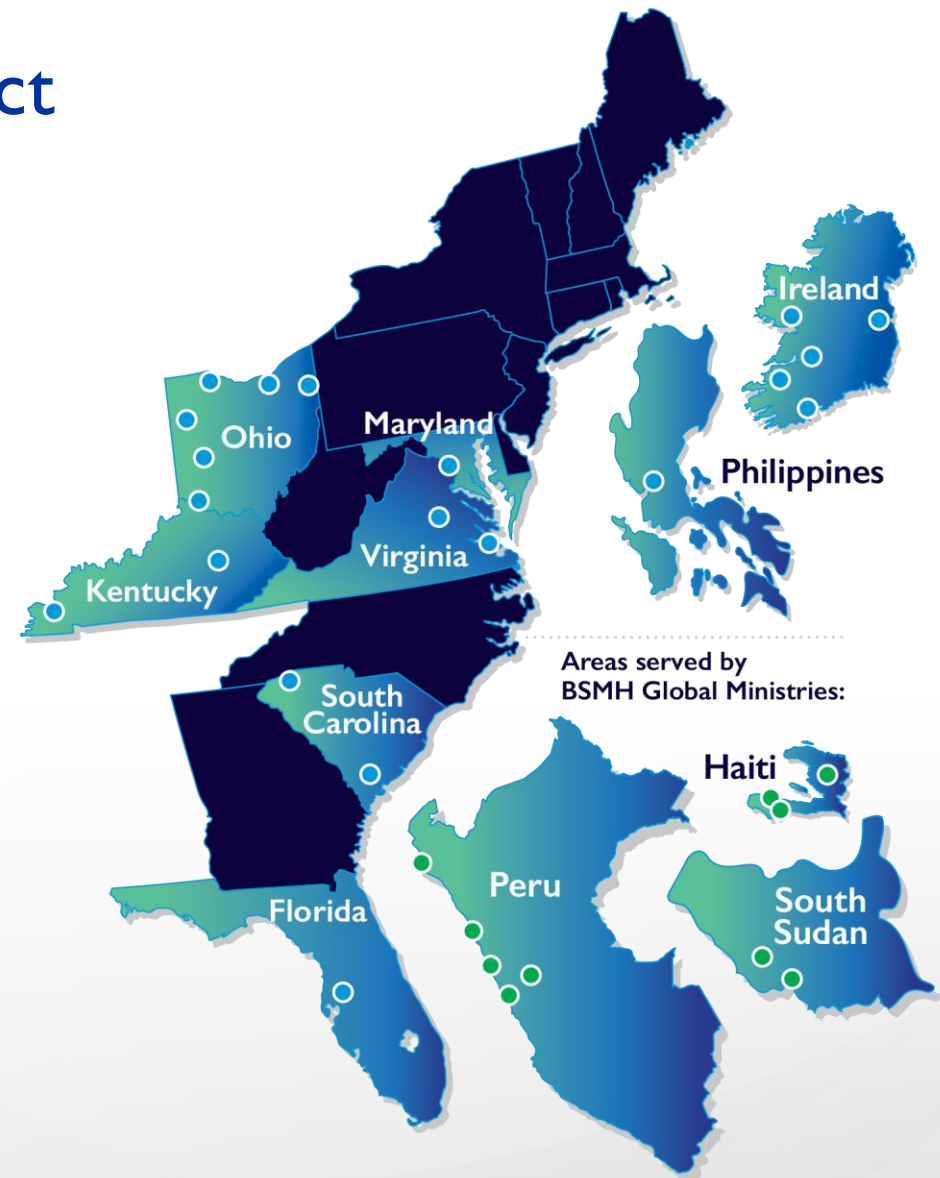 ct
Ireland
Maryland
Ohio
Philippines
Virginia
Kentucky
Areas served by
BSMH Global Ministries:
South
Carolina
Haiti
Peru
South
Sudan
Florida